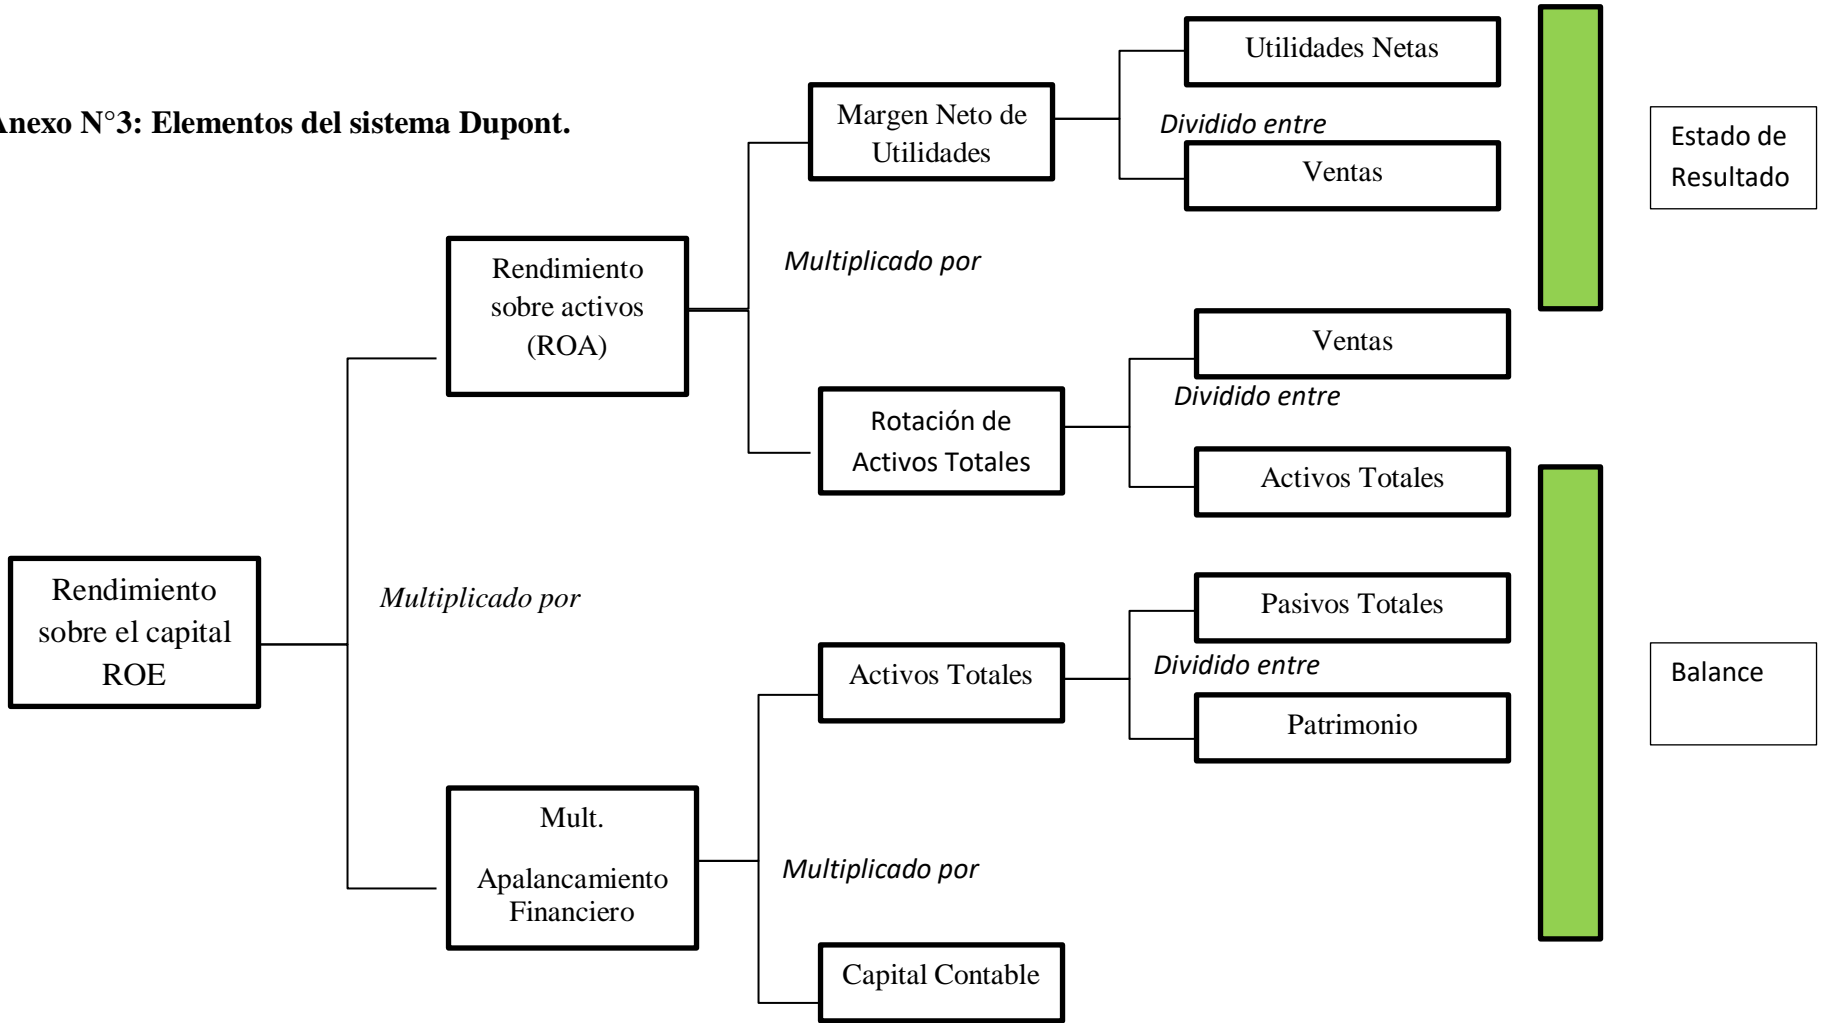 Anexo N°3: Elementos del sistema Dupont.
Utilidades Netas
Dividido entre
Ventas
Margen Neto de
Utilidades
Estado de
Resultado
Multiplicado por
Rendimiento
sobre activos
(ROA)
Ventas
Dividido entre
Activos Totales
Rotación de
Activos Totales
Rendimiento
sobre el capital
ROE
Multiplicado por
Pasivos Totales
Dividido entre
Patrimonio
Activos Totales
Balance
Mult.
Apalancamiento
Financiero
Multiplicado por
Capital Contable